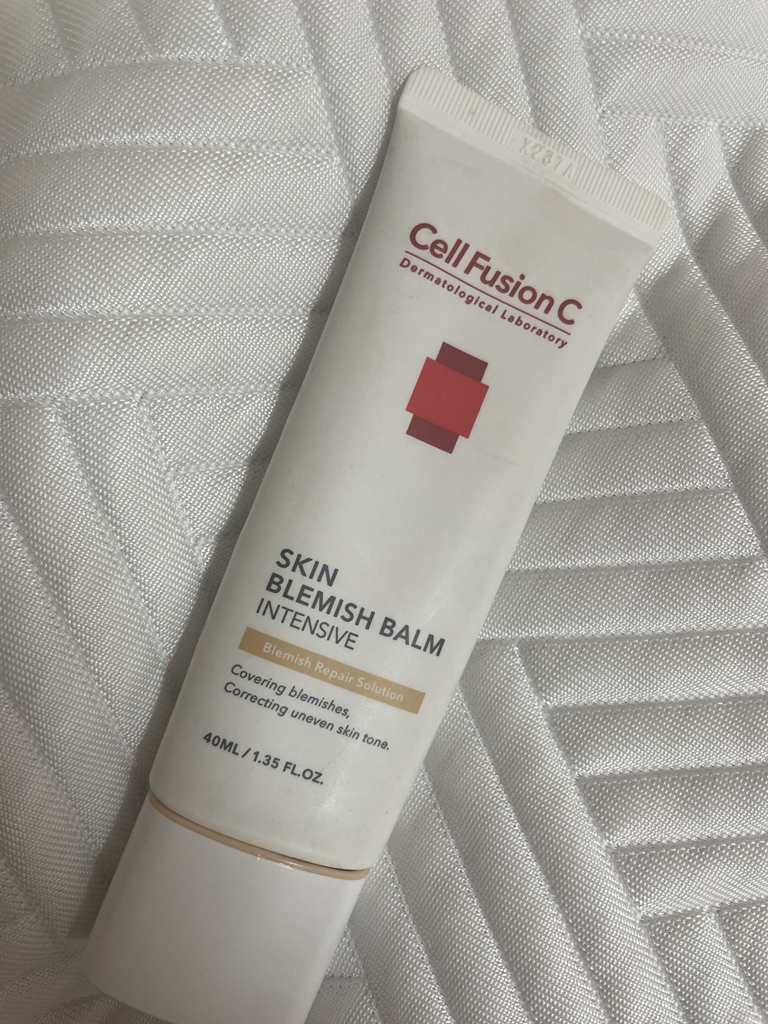 Cell Fusion C
Dermatological Laboratory
SKIN
BLEMISH BALM
INTENSIVE
Blemish Repair Solution
Covering blemishes,
Correcting uneven skin tone.
40ML / 1.35 FL.OZ.